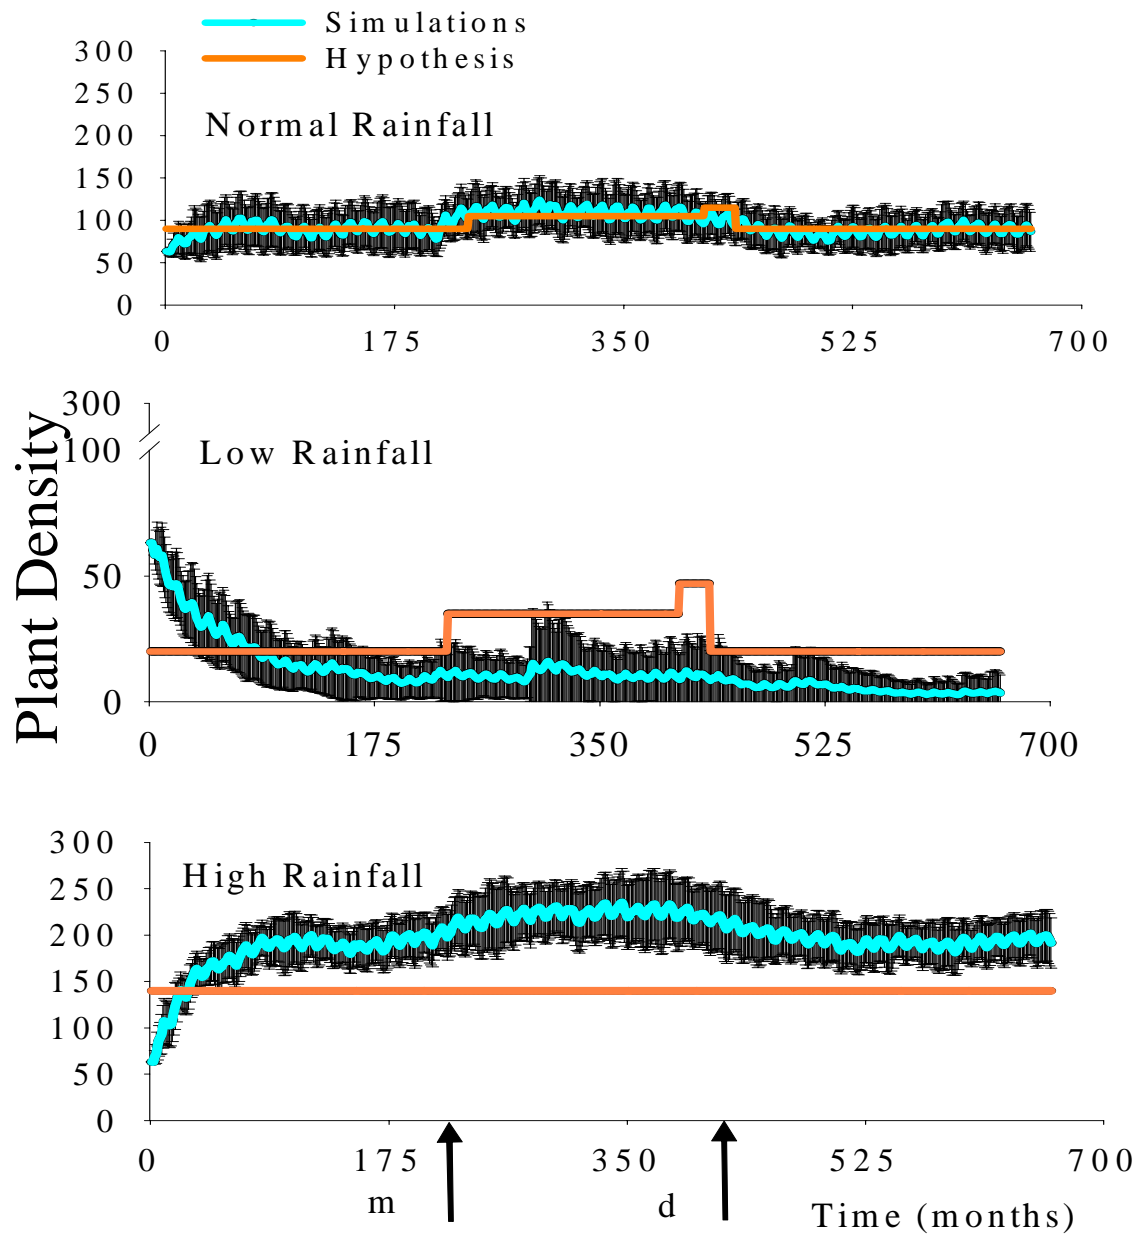 Simulations
Hypothesis
300
250
200
150
100
50
0
Normal Rainfall
0 175 350 525 700
Plant Density
300
100
50
0
Low Rainfall
0 175 350 525 700
300
250
200
150
100
50
0
High Rainfall
0 175 350 525 700
m d
Time (months)